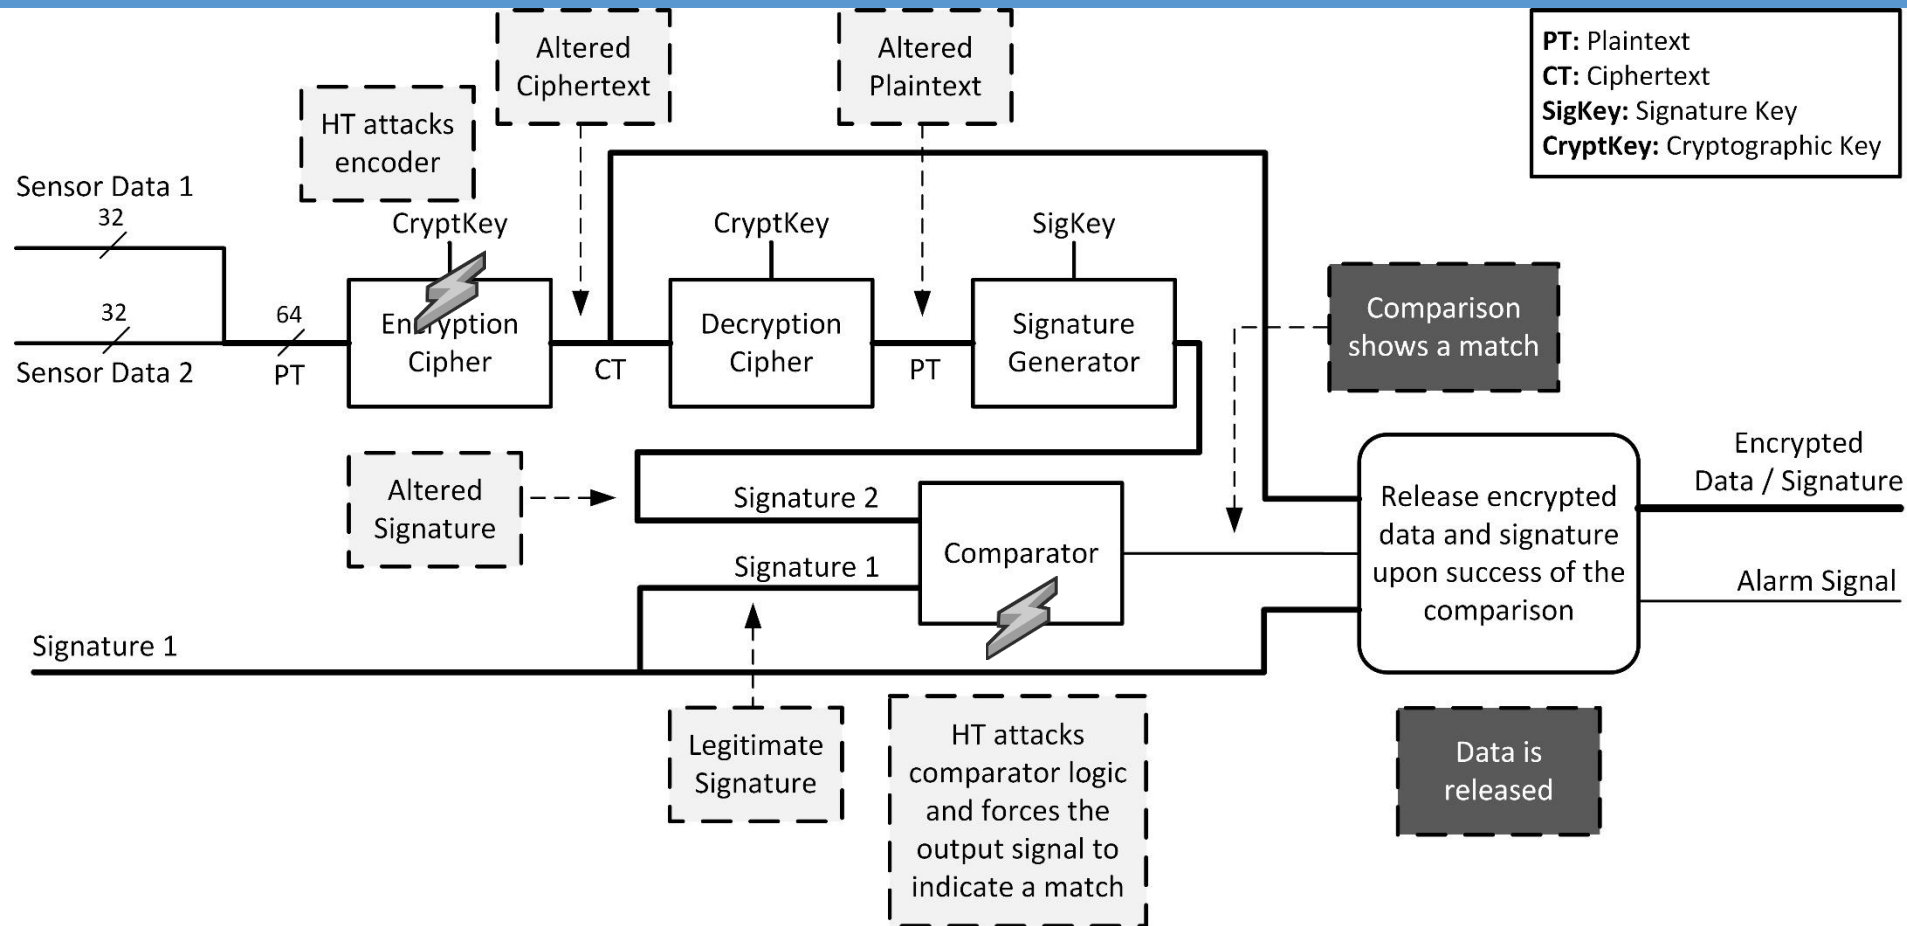 Altered
Ciphertext
Altered
Plaintext
PT: Plaintext
CT: Ciphertext
SigKey: Signature Key
CryptKey: Cryptographic Key
HT attacks
encoder
Sensor Data 1
32
CryptKey
CryptKey
SigKey
32
64
Sensor Data 2
PT
Encryption
Cipher
CT
Decryption
Cipher
PT
Signature
Generator
Comparison
shows a match
Altered
Signature
Signature 2
Signature 1
Comparator
Release encrypted
data and signature
upon success of the
comparison
Encrypted
Data / Signature
Alarm Signal
Signature 1
Legitimate
Signature
HT attacks
comparator logic
and forces the
output signal to
indicate a match
Data is
released